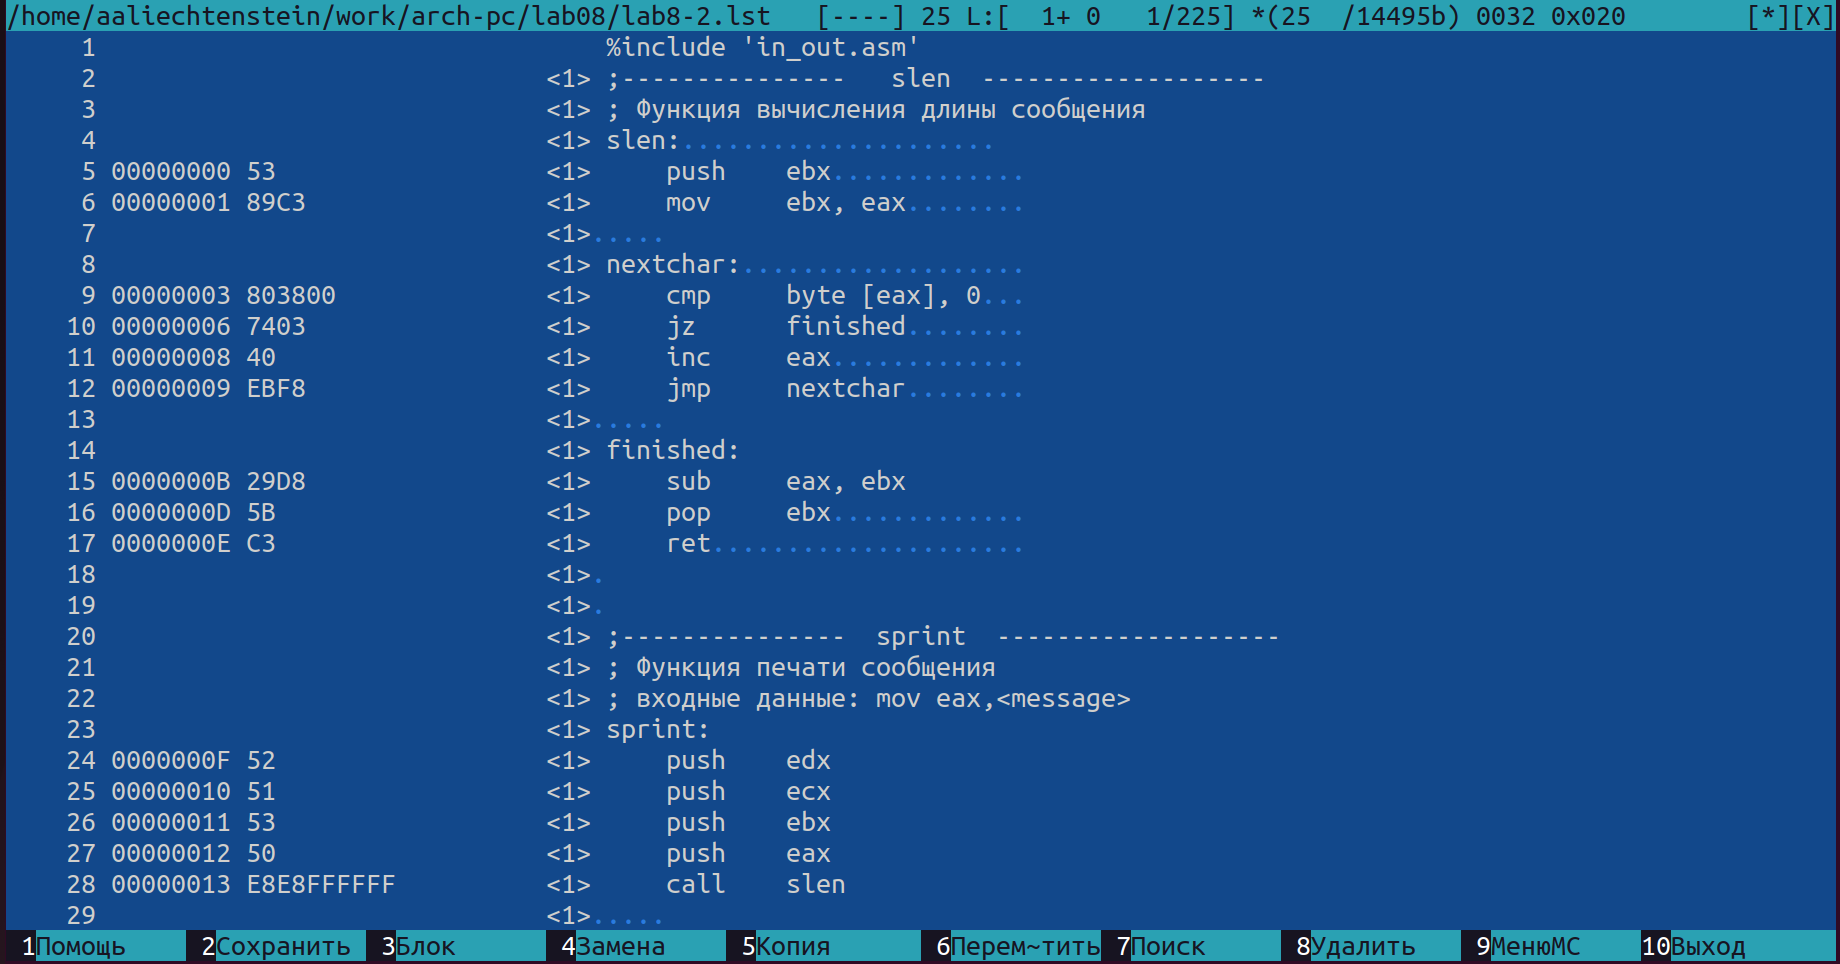 /home/aaliechtenstein/work/arch-pc/lab08/lab8-2.lst   [----] 25 L:[  1+ 0   1/225] *(25  /14495b) 0032 0x020        [*][X]
1                                  %include 'in_out.asm'
2                              <1> ;---------------   slen  -------------------
3                              <1> ; Функция вычисления длины сообщения
4                              <1> slen:.....................
5 00000000 53                  <1>     push    ebx.............
6 00000001 89C3                <1>     mov     ebx, eax........
7                              <1>.....
8                              <1> nextchar:...................
9 00000003 803800              <1>     cmp     byte [eax], 0...
10 00000006 7403                <1>     jz      finished........
11 00000008 40                  <1>     inc     eax.............
12 00000009 EBF8                <1>     jmp     nextchar........
13                              <1>.....
14                              <1> finished:
15 0000000B 29D8                <1>     sub     eax, ebx
16 0000000D 5B                  <1>     pop     ebx.............
17 0000000E C3                  <1>     ret.....................
18                              <1>.
19                              <1>.
20                              <1> ;---------------  sprint  -------------------
21                              <1> ; Функция печати сообщения
22                              <1> ; входные данные: mov eax,<message>
23                              <1> sprint:
24 0000000F 52                  <1>     push    edx
25 00000010 51                  <1>     push    ecx
26 00000011 53                  <1>     push    ebx
27 00000012 50                  <1>     push    eax
28 00000013 E8E8FFFFFF          <1>     call    slen
29                              <1>.....
1Помощь 2Сохранить 3Блок 4Замена 5Копия 6Перем~тить 7Поиск 8Удалить 9МенюMC 10Выход